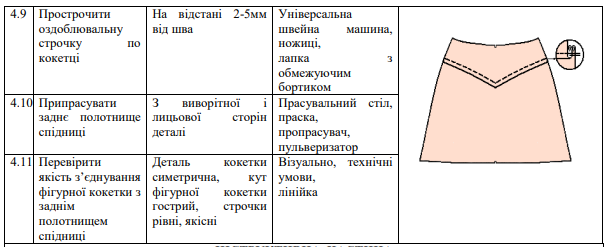 4.9 Прострочити оздоблювальну строчку по кокетці
На відстані 2-5мм від шва
Універсальна швейна машина, ножиці, лапка з обмежуючим бортиком
4.10 Припрасувати заднє полотнище спідниці
З виворітної і лицьової сторін деталі
Прасувальний стіл, праска, пропрасувач, пульверизатор
4.11 Перевірити якість з’єднування фігурної кокетки з заднім полотнищем спідниці
Деталь кокетки симетрична, кут фігурної кокетки гострий, строчки рівні, якісні
Візуально, технічні умови, лінійка